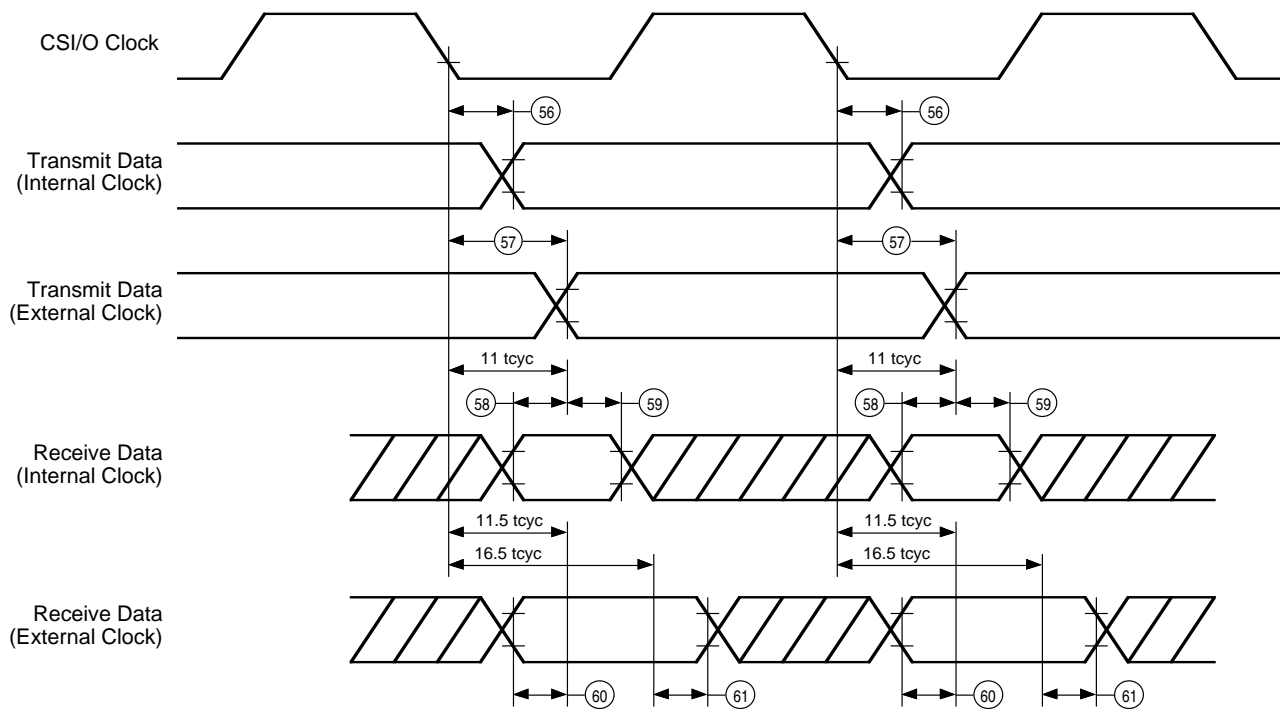 CSI/O Clock
56 56
Transmit Data
(Internal Clock)
57 57
Transmit Data
(External Clock)
11 tcyc 11 tcyc
58 59 58 59
Receive Data
(Internal Clock)
11.5 tcyc 11.5 tcyc
16.5 tcyc 16.5 tcyc
Receive Data
(External Clock)
60 61 60 61